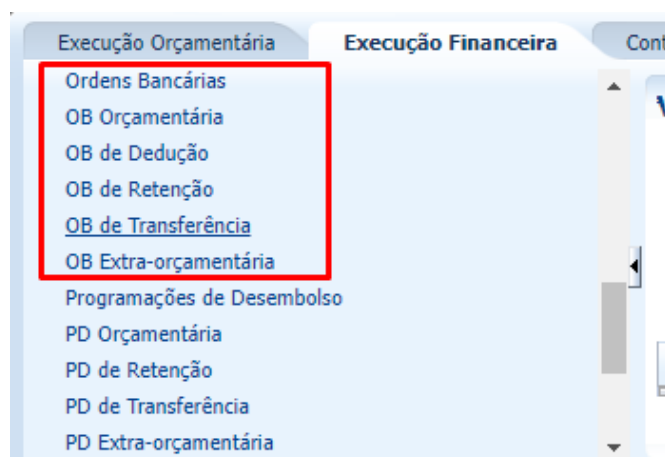 Execução Orçamentária Execução Financeira
Ordens Bancárias
OB Orçamentária
OB de Dedução
OB de Retenção
OB de Transferência
OB Extra-orçamentária
Programações de Desembolso
PD Orçamentária
PD de Retenção
PD de Transferência
PD Extra-orçamentária